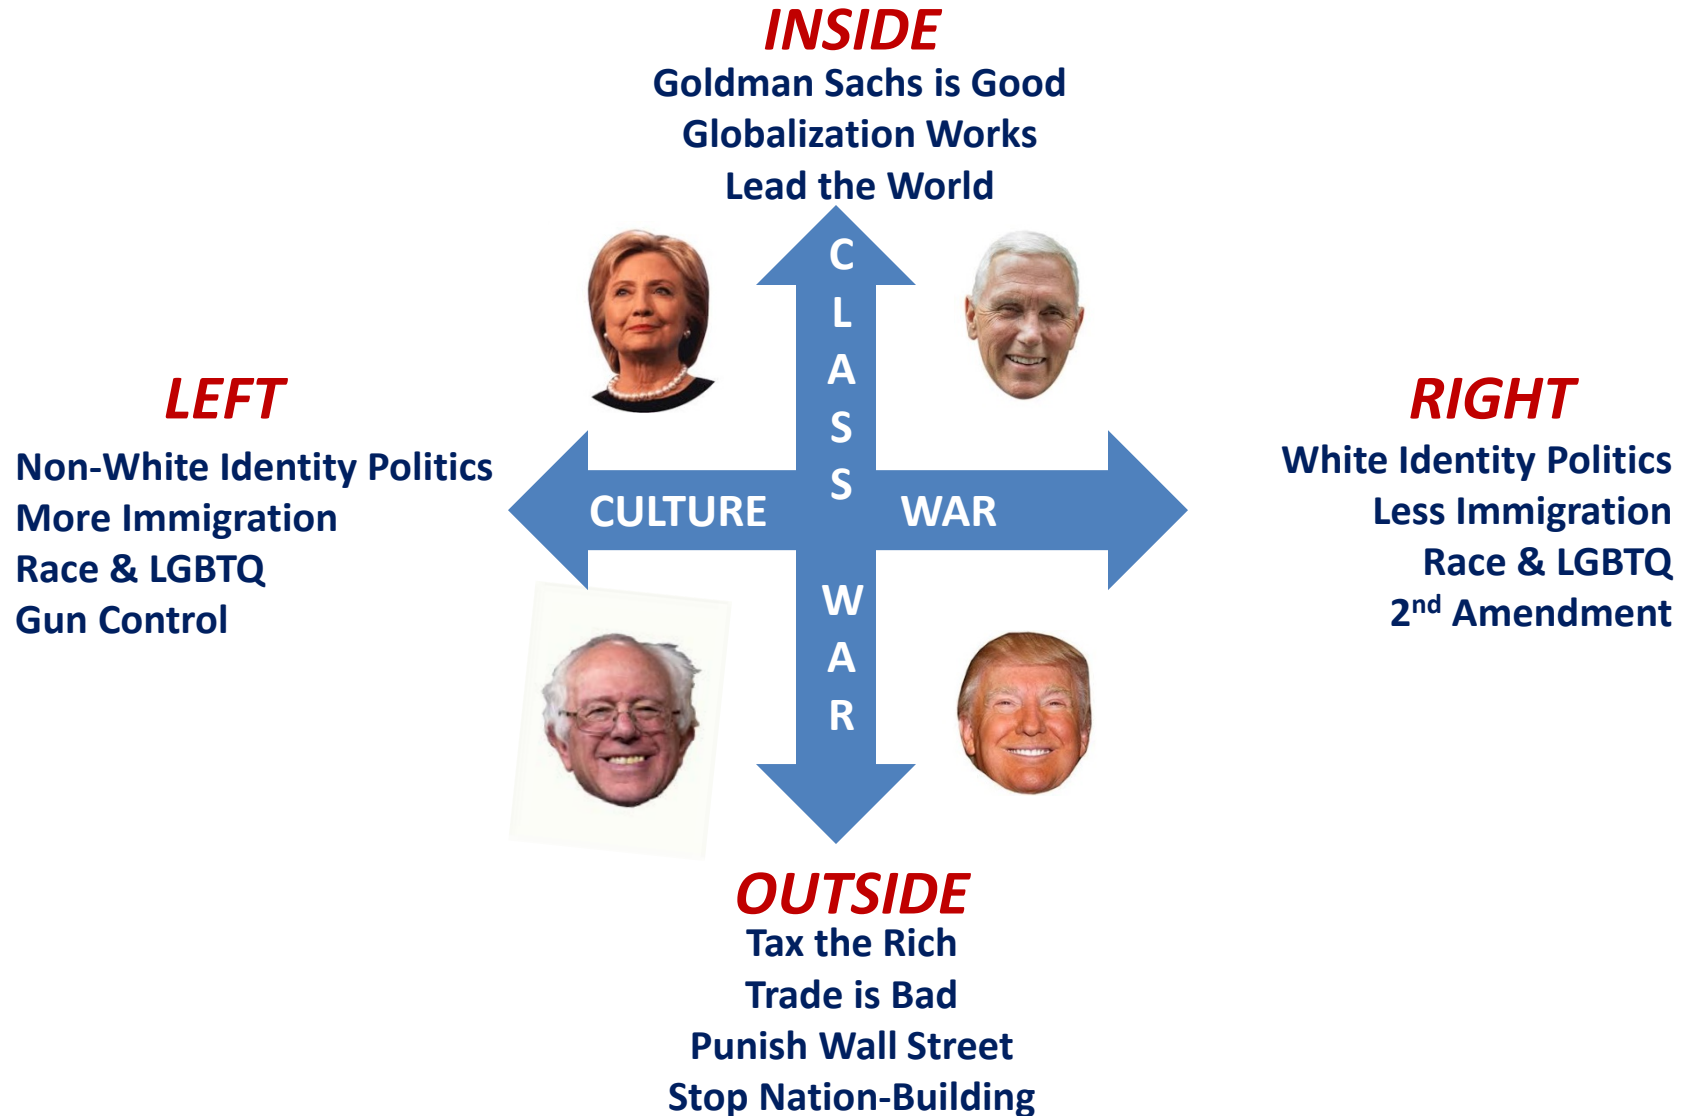 INSIDE
Goldman Sachs is Good
Globalization Works
Lead the World
CLASS WAR
LEFT
Non-White Identity Politics
More Immigration
Race & LGBTQ
Gun Control
CULTURE WAR
RIGHT
White Identity Politics
Less Immigration
Race & LGBTQ
2nd Amendment
OUTSIDE
Tax the Rich
Trade is Bad
Punish Wall Street
Stop Nation-Building